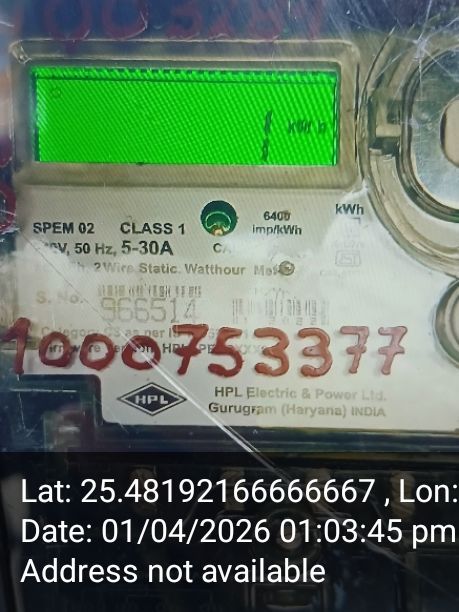 1 kWh
SPEM 02 CLASS 1
6400
imp/kWh
kWh
V, 50 Hz, 5-30A
2 Wire Static. Watthour
S. No.
966514
1000753377
HPL
HPL Electric & Power Ltd.
Gurugram (Haryana) INDIA
Lat: 25.48192166666667 , Lon:
Date: 01/04/2026 01:03:45 pm
Address not available